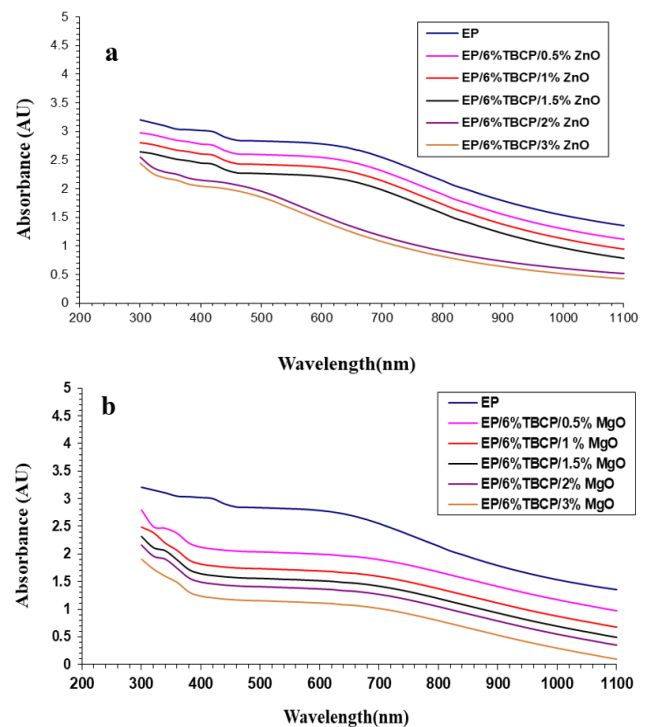 a
EP
EP/6%TBCP/0.5% ZnO
EP/6%TBCP/1% ZnO
EP/6%TBCP/1.5% ZnO
EP/6%TBCP/2% ZnO
EP/6%TBCP/3% ZnO
Absorbance (AU)
5
4.5
4
3.5
3
2.5
2
1.5
1
0.5
0
200 300 400 500 600 700 800 900 1000 1100
Wavelength(nm)
b
EP
EP/6%TBCP/0.5% MgO
EP/6%TBCP/1 % MgO
EP/6%TBCP/1.5% MgO
EP/6%TBCP/2% MgO
EP/6%TBCP/3% MgO
Absorbance (AU)
5
4.5
4
3.5
3
2.5
2
1.5
1
0.5
0
200 300 400 500 600 700 800 900 1000 1100
Wavelength(nm)